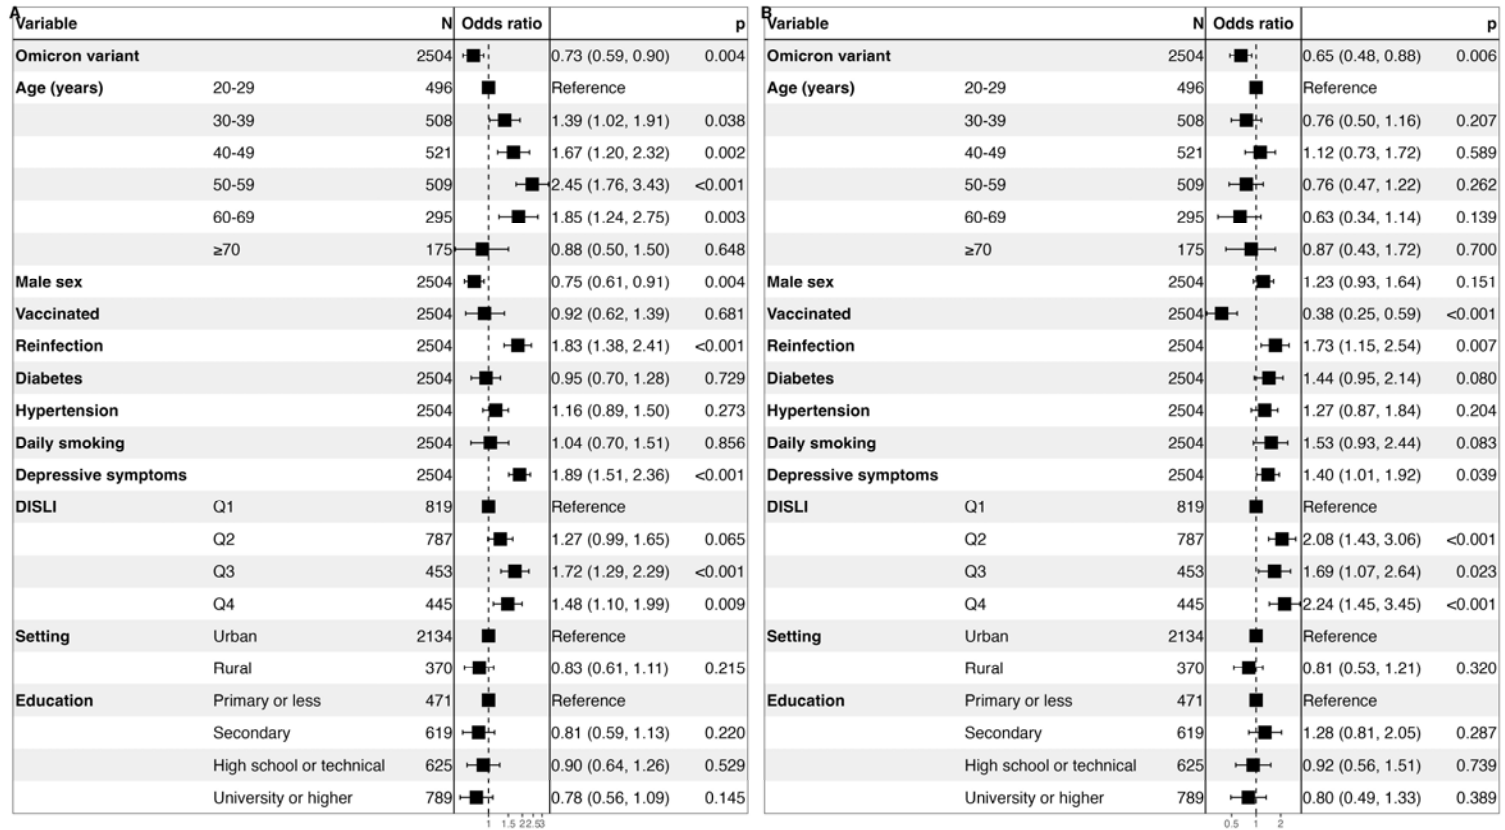 A
Variable N Odds ratio p
Omicron variant 2504 0.73 (0.59, 0.90) 0.004
Age (years) 20-29 496 Reference
30-39 508 1.39 (1.02, 1.91) 0.038
40-49 521 1.67 (1.20, 2.32) 0.002
50-59 509 2.45 (1.76, 3.43) <0.001
60-69 295 1.85 (1.24, 2.75) 0.003
≥70 175 0.88 (0.50, 1.50) 0.648
Male sex 2504 0.75 (0.61, 0.91) 0.004
Vaccinated 2504 0.92 (0.62, 1.39) 0.681
Reinfection 2504 1.83 (1.38, 2.41) <0.001
Diabetes 2504 0.95 (0.70, 1.28) 0.729
Hypertension 2504 1.16 (0.89, 1.50) 0.273
Daily smoking 2504 1.04 (0.70, 1.51) 0.856
Depressive symptoms 2504 1.89 (1.51, 2.36) <0.001
DISLI Q1 819 Reference
Q2 787 1.27 (0.99, 1.65) 0.065
Q3 453 1.72 (1.29, 2.29) <0.001
Q4 445 1.48 (1.10, 1.99) 0.009
Setting Urban 2134 Reference
Rural 370 0.83 (0.61, 1.11) 0.215
Education Primary or less 471 Reference
Secondary 619 0.81 (0.59, 1.13) 0.220
High school or technical 625 0.90 (0.64, 1.26) 0.529
University or higher 789 0.78 (0.56, 1.09) 0.145
1 1.5 2 2.5 3
B
Variable N Odds ratio p
Omicron variant 2504 0.65 (0.48, 0.88) 0.006
Age (years) 20-29 496 Reference
30-39 508 0.76 (0.50, 1.16) 0.207
40-49 521 1.12 (0.73, 1.72) 0.589
50-59 509 0.76 (0.47, 1.22) 0.262
60-69 295 0.63 (0.34, 1.14) 0.139
≥70 175 0.87 (0.43, 1.72) 0.700
Male sex 2504 1.23 (0.93, 1.64) 0.151
Vaccinated 2504 0.38 (0.25, 0.59) <0.001
Reinfection 2504 1.73 (1.15, 2.54) 0.007
Diabetes 2504 1.44 (0.95, 2.14) 0.080
Hypertension 2504 1.27 (0.87, 1.84) 0.204
Daily smoking 2504 1.53 (0.93, 2.44) 0.083
Depressive symptoms 2504 1.40 (1.01, 1.92) 0.039
DISLI Q1 819 Reference
Q2 787 2.08 (1.43, 3.06) <0.001
Q3 453 1.69 (1.07, 2.64) 0.023
Q4 445 2.24 (1.45, 3.45) <0.001
Setting Urban 2134 Reference
Rural 370 0.81 (0.53, 1.21) 0.320
Education Primary or less 471 Reference
Secondary 619 1.28 (0.81, 2.05) 0.287
High school or technical 625 0.92 (0.56, 1.51) 0.739
University or higher 789 0.80 (0.49, 1.33) 0.389
0.5 1 2